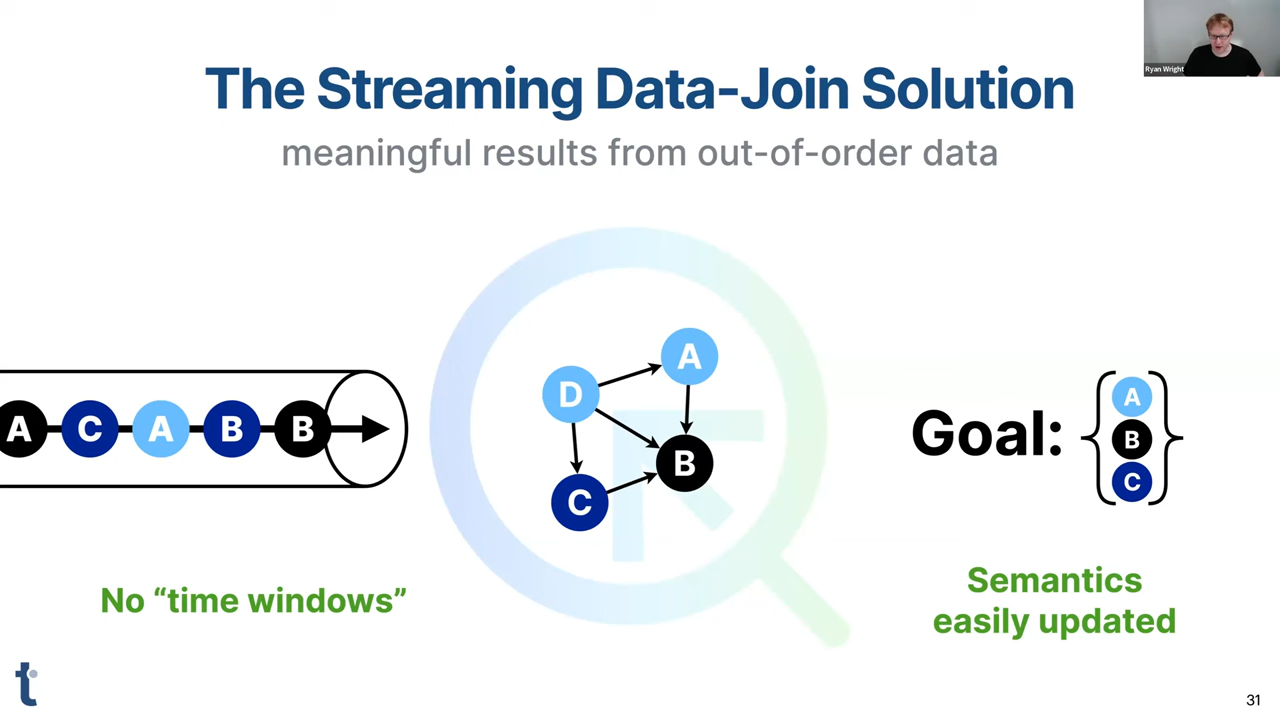 Ryan Wright
The Streaming Data-Join Solution
meaningful results from out-of-order data
A C A B B
D
A
B
C
Goal:
A
B
C
No “time windows”
Semantics
easily updated
t
31